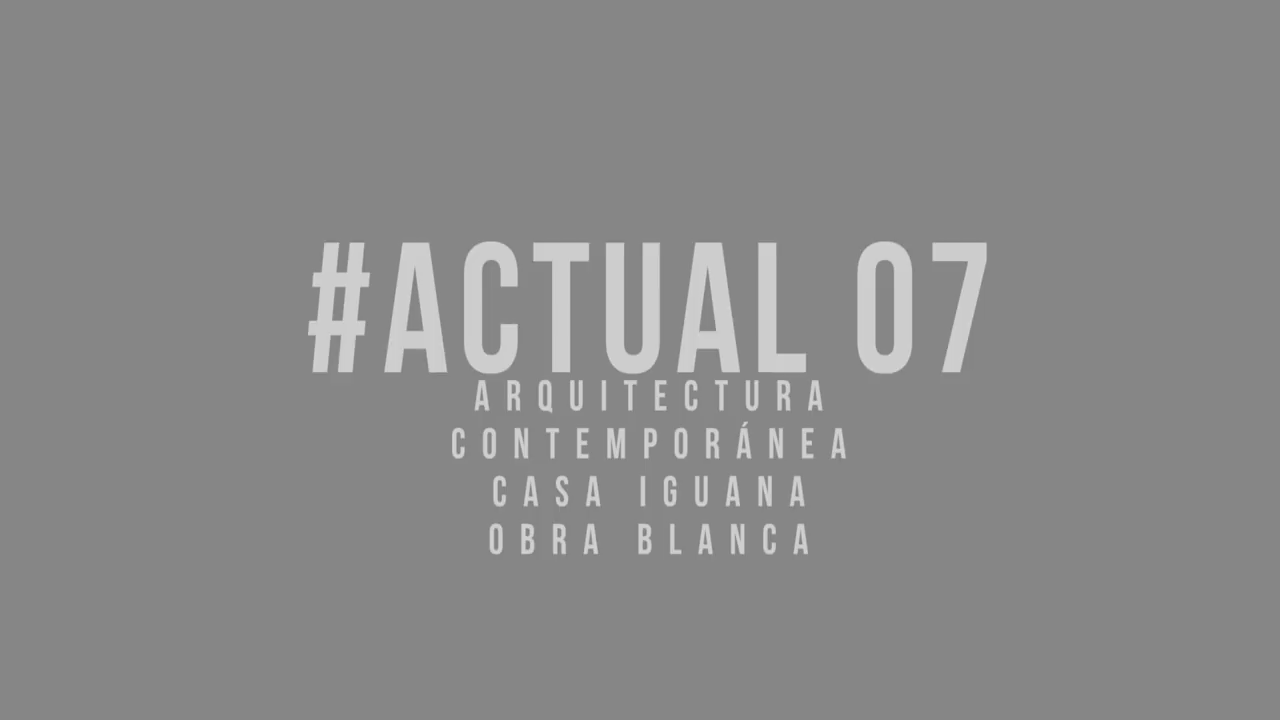 #ACTUAL 07
ARQUITECTURA
CONTEMPORÁNEA
CASA IGUANA
OBRA BLANCA